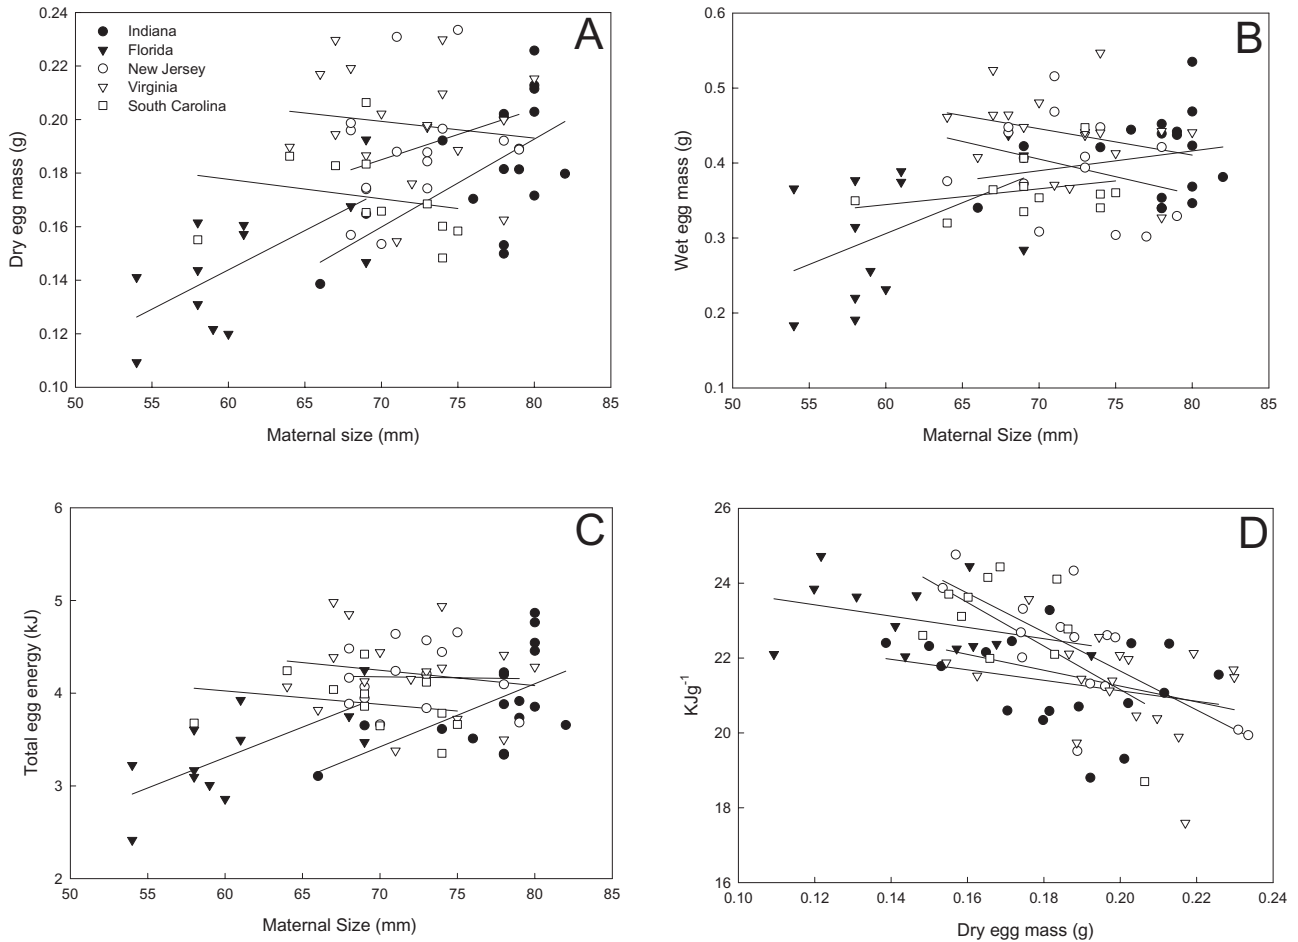 A
Indiana
Florida
New Jersey
Virginia
South Carolina
0.24
0.22
0.20
0.18
0.16
0.14
0.12
0.10
Dry egg mass (g)
50 55 60 65 70 75 80 85
Maternal size (mm)
B
0.6
0.5
0.4
0.3
0.2
0.1
Wet egg mass (g)
50 55 60 65 70 75 80 85
Maternal Size (mm)
C
6
5
4
3
2
Total egg energy (kJ)
50 55 60 65 70 75 80 85
Maternal Size (mm)
D
26
24
22
20
18
16
KJg-1
0.10 0.12 0.14 0.16 0.18 0.20 0.22 0.24
Dry egg mass (g)